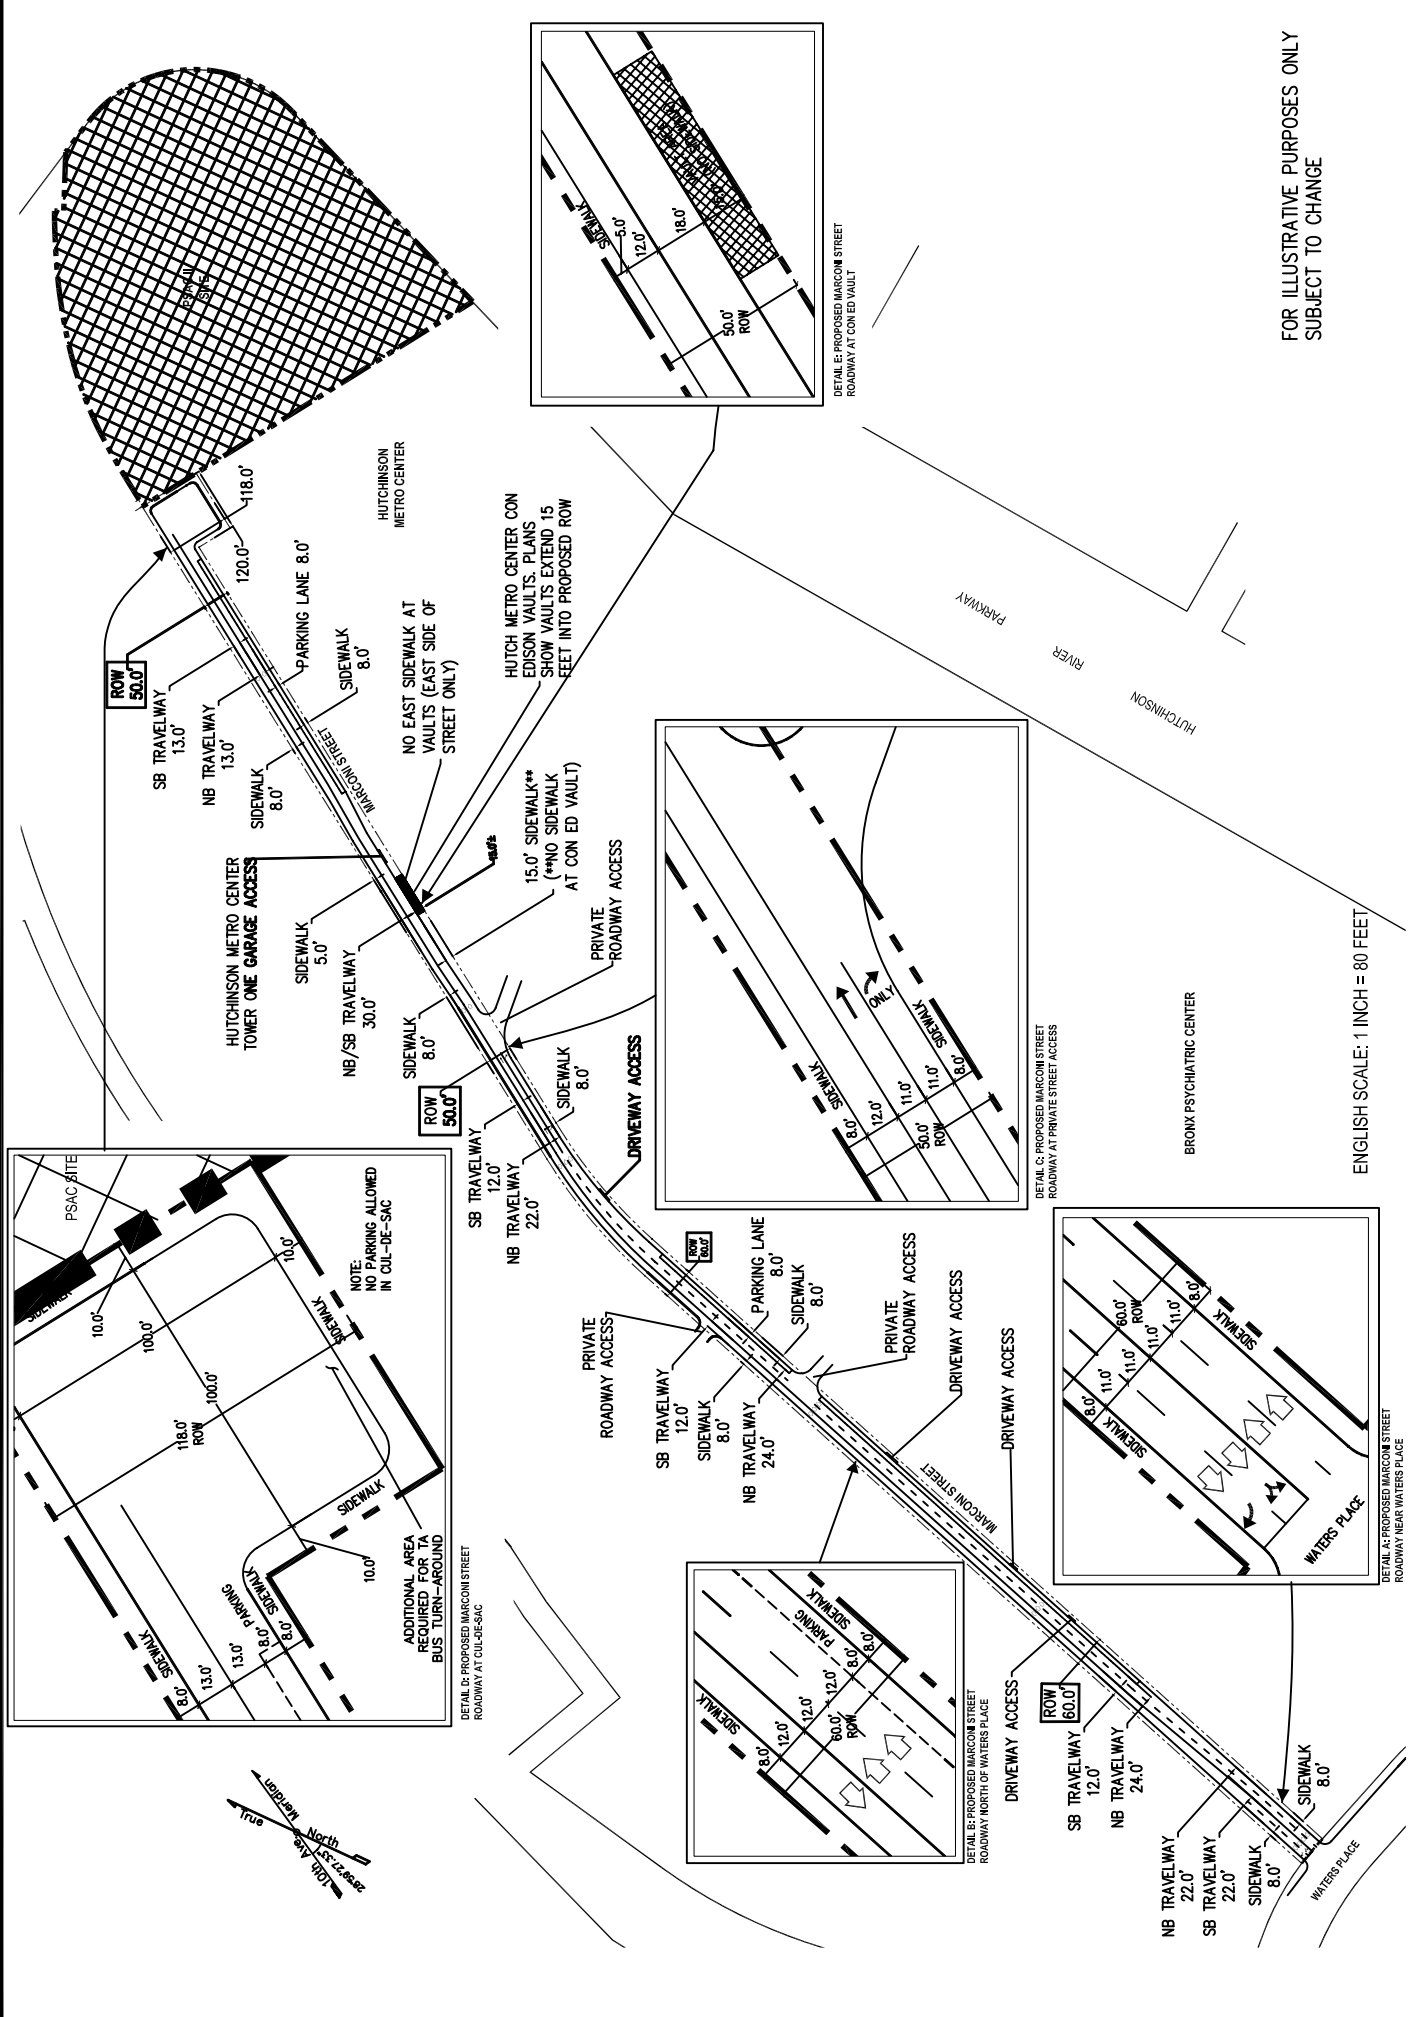 PSAC II
SITE
FOR ILLUSTRATIVE PURPOSES ONLY
SUBJECT TO CHANGE
SIDEWALK
5.0'
12.0'
18.0'
50.0'
ROW
DETAIL E: PROPOSED MARCONI STREET
ROADWAY AT CON ED VAULT
HUTCHINSON
METRO CENTER
118.0'
120.0'
PARKING LANE 8.0'
SIDEWALK
8.0'
ROW
50.0'
SB TRAVELWAY
13.0'
NB TRAVELWAY
13.0'
SIDEWALK
8.0'
MARCONI STREET
NO EAST SIDEWALK AT
VAULTS (EAST SIDE OF
STREET ONLY)
HUTCH METRO CENTER CON
EDISON VAULTS. PLANS
SHOW VAULTS EXTEND 15
FEET INTO PROPOSED ROW
HUTCHINSON METRO CENTER
TOWER ONE GARAGE ACCESS
15.0' SIDEWALK**
(**NO SIDEWALK
AT CON ED VAULT)
SIDEWALK
5.0'
NB/SB TRAVELWAY
30.0'
SIDEWALK
8.0'
PRIVATE
ROADWAY ACCESS
ROW
50.0'
SB TRAVELWAY
12.0'
NB TRAVELWAY
22.0'
SIDEWALK
8.0'
DRIVEWAY ACCESS
HUTCHINSON
RIVER
PARKWAY
SIDEWALK
8.0'
12.0'
11.0'
11.0'
8.0'
50.0'
ROW
ONLY
SIDEWALK
DETAIL C: PROPOSED MARCONI STREET
ROADWAY AT PRIVATE STREET ACCESS
BRONX PSYCHIATRIC CENTER
ENGLISH SCALE: 1 INCH = 80 FEET
PSAC SITE
SIDEWALK
10.0'
100.0'
100.0'
118.0'
ROW
10.0'
SIDEWALK
NOTE:
NO PARKING ALLOWED
IN CUL-DE-SAC
SIDEWALK
10.0'
ADDITIONAL AREA
REQUIRED FOR TA
BUS TURN-AROUND
SIDEWALK
PARKING
SIDEWALK
8.0'
13.0'
13.0'
8.0'
8.0'
DETAIL D: PROPOSED MARCONI STREET
ROADWAY AT CUL-DE-SAC
ROW
60.0'
PARKING LANE
8.0'
SIDEWALK
8.0'
PRIVATE
ROADWAY ACCESS
SB TRAVELWAY
12.0'
SIDEWALK
8.0'
NB TRAVELWAY
24.0'
PRIVATE
ROADWAY ACCESS
DRIVEWAY ACCESS
DRIVEWAY ACCESS
MARCONI STREET
SIDEWALK
8.0'
12.0'
12.0'
12.0'
8.0'
8.0'
60.0'
ROW
PARKING
SIDEWALK
DETAIL B: PROPOSED MARCONI STREET
ROADWAY NORTH OF WATERS PLACE
SIDEWALK
8.0'
11.0'
11.0'
11.0'
11.0'
8.0'
60.0'
ROW
SIDEWALK
WATERS PLACE
DETAIL A: PROPOSED MARCONI STREET
ROADWAY NEAR WATERS PLACE
DRIVEWAY ACCESS
ROW
60.0'
SB TRAVELWAY
12.0'
NB TRAVELWAY
24.0'
NB TRAVELWAY
22.0'
SB TRAVELWAY
22.0'
SIDEWALK
8.0'
SIDEWALK
8.0'
WATERS PLACE
True
North
10th Ave. Meridian
28°59'27.33"